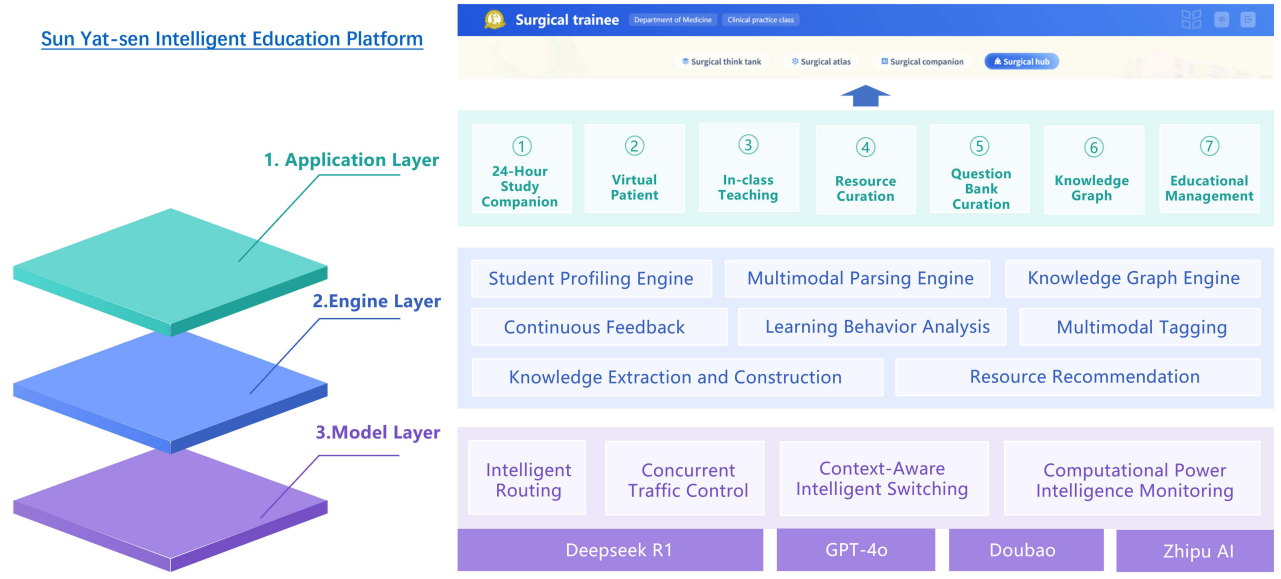 Sun Yat-sen Intelligent Education Platform
Surgical trainee Department of Medicine Clinical practice class
Surgical think tank Surgical atlas Surgical companion Surgical hub
1. Application Layer
① ② ③ ④ ⑤ ⑥ ⑦
24-Hour
Study
Companion
Virtual
Patient
In-class
Teaching
Resource
Curation
Question
Bank
Curation
Knowledge
Graph
Educational
Management
2.Engine Layer
Student Profiling Engine Multimodal Parsing Engine Knowledge Graph Engine
Continuous Feedback Learning Behavior Analysis Multimodal Tagging
Knowledge Extraction and Construction Resource Recommendation
3.Model Layer
Intelligent
Routing
Concurrent
Traffic Control
Context-Aware
Intelligent Switching
Computational Power
Intelligence Monitoring
Deepseek R1 GPT-4o Doubao Zhipu AI